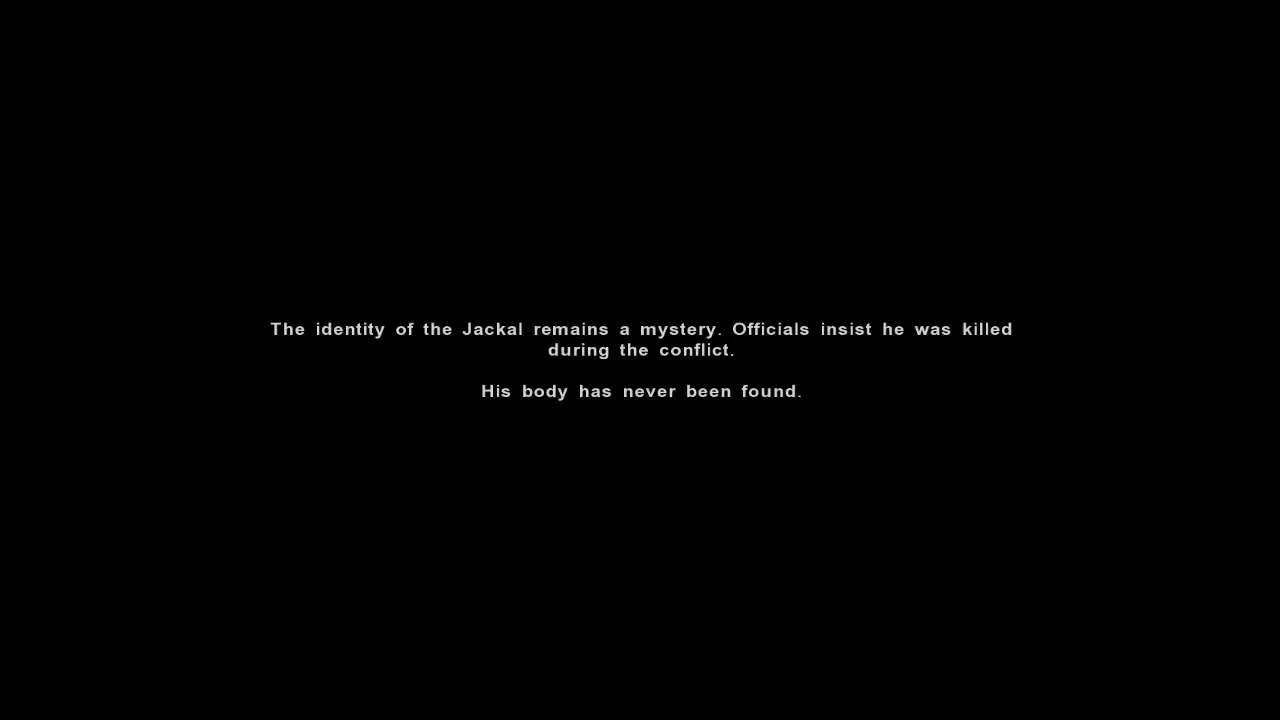 The identity of the Jackal remains a mystery. Officials insist he was killed
during the conflict.
His body has never been found.